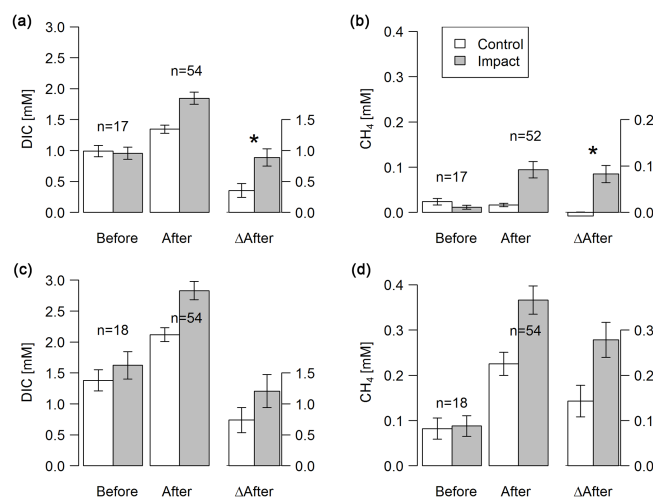 (a)
3.0
2.5
2.0
1.5
1.0
0.5
0.0
DIC [mM]
n=17
n=54
*
1.5
1.0
0.5
1.0
Before
After
ΔAfter
(b)
0.4
0.3
0.2
0.1
0.0
CH4 [mM]
Control
Impact
n=17
n=52
*
0.2
0.1
0.0
Before
After
ΔAfter
(c)
3.0
2.5
2.0
1.5
1.0
0.5
0.0
DIC [mM]
n=18
n=54
1.5
1.0
0.5
1.0
Before
After
ΔAfter
(d)
0.4
0.3
0.2
0.1
0.0
CH4 [mM]
n=18
n=54
0.3
0.2
0.1
0.0
Before
After
ΔAfter